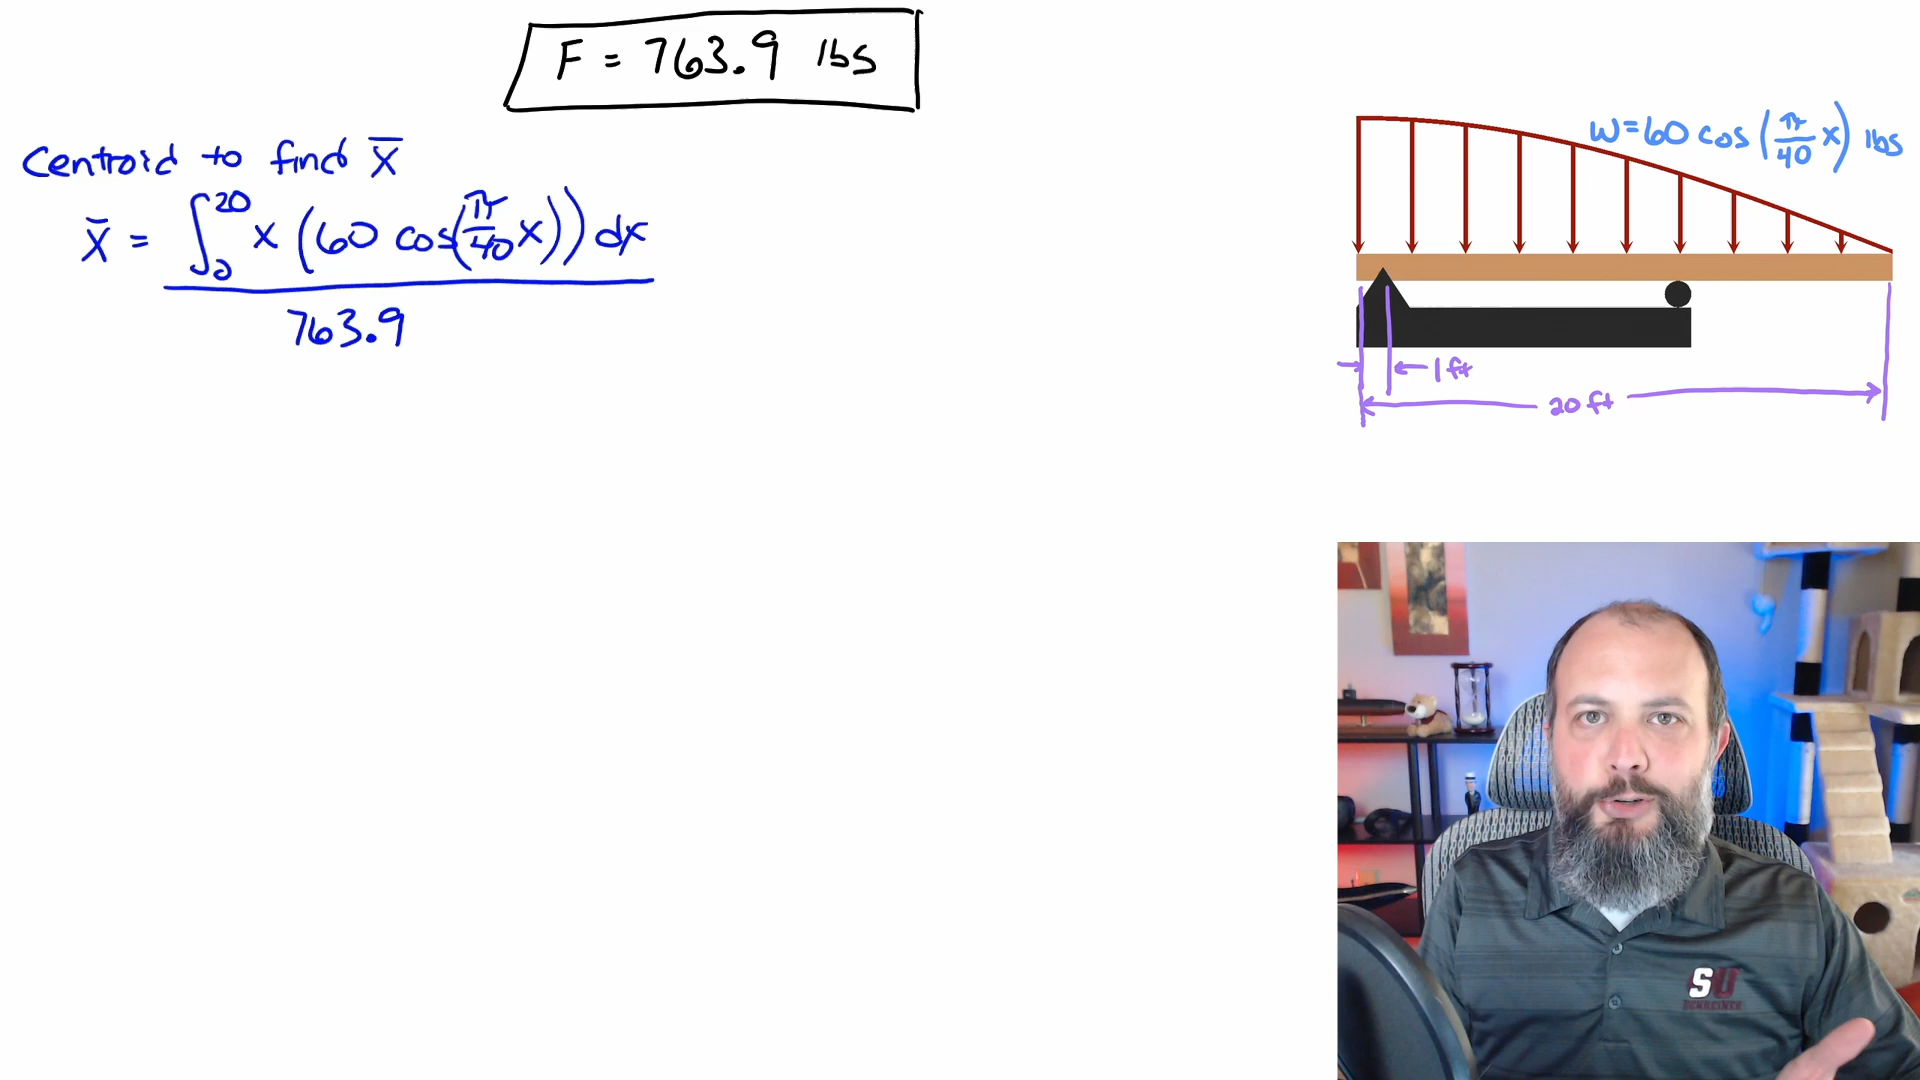 F = 763.9 lbs
Centroid to find x̄
x̄ = ∫₀²⁰ x (60 cos(π/40 x)) dx
763.9
w=60 cos (π/40 x) lbs
1 ft
20 ft
SU
SCHREINER